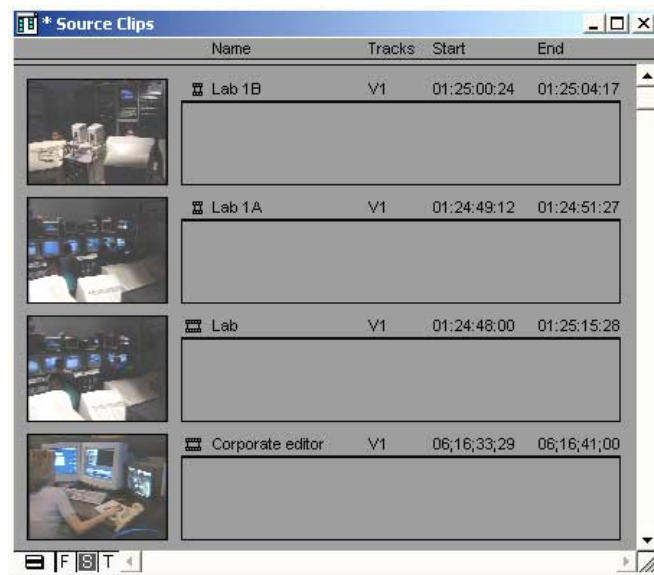 * Source Clips
Name Tracks Start End
Lab 1B V1 01:25:00:24 01:25:04:17
Lab 1A V1 01:24:49:12 01:24:51:27
Lab V1 01:24:48:00 01:25:15:28
Corporate editor V1 06;16;33;29 06;16;41;00
F S T